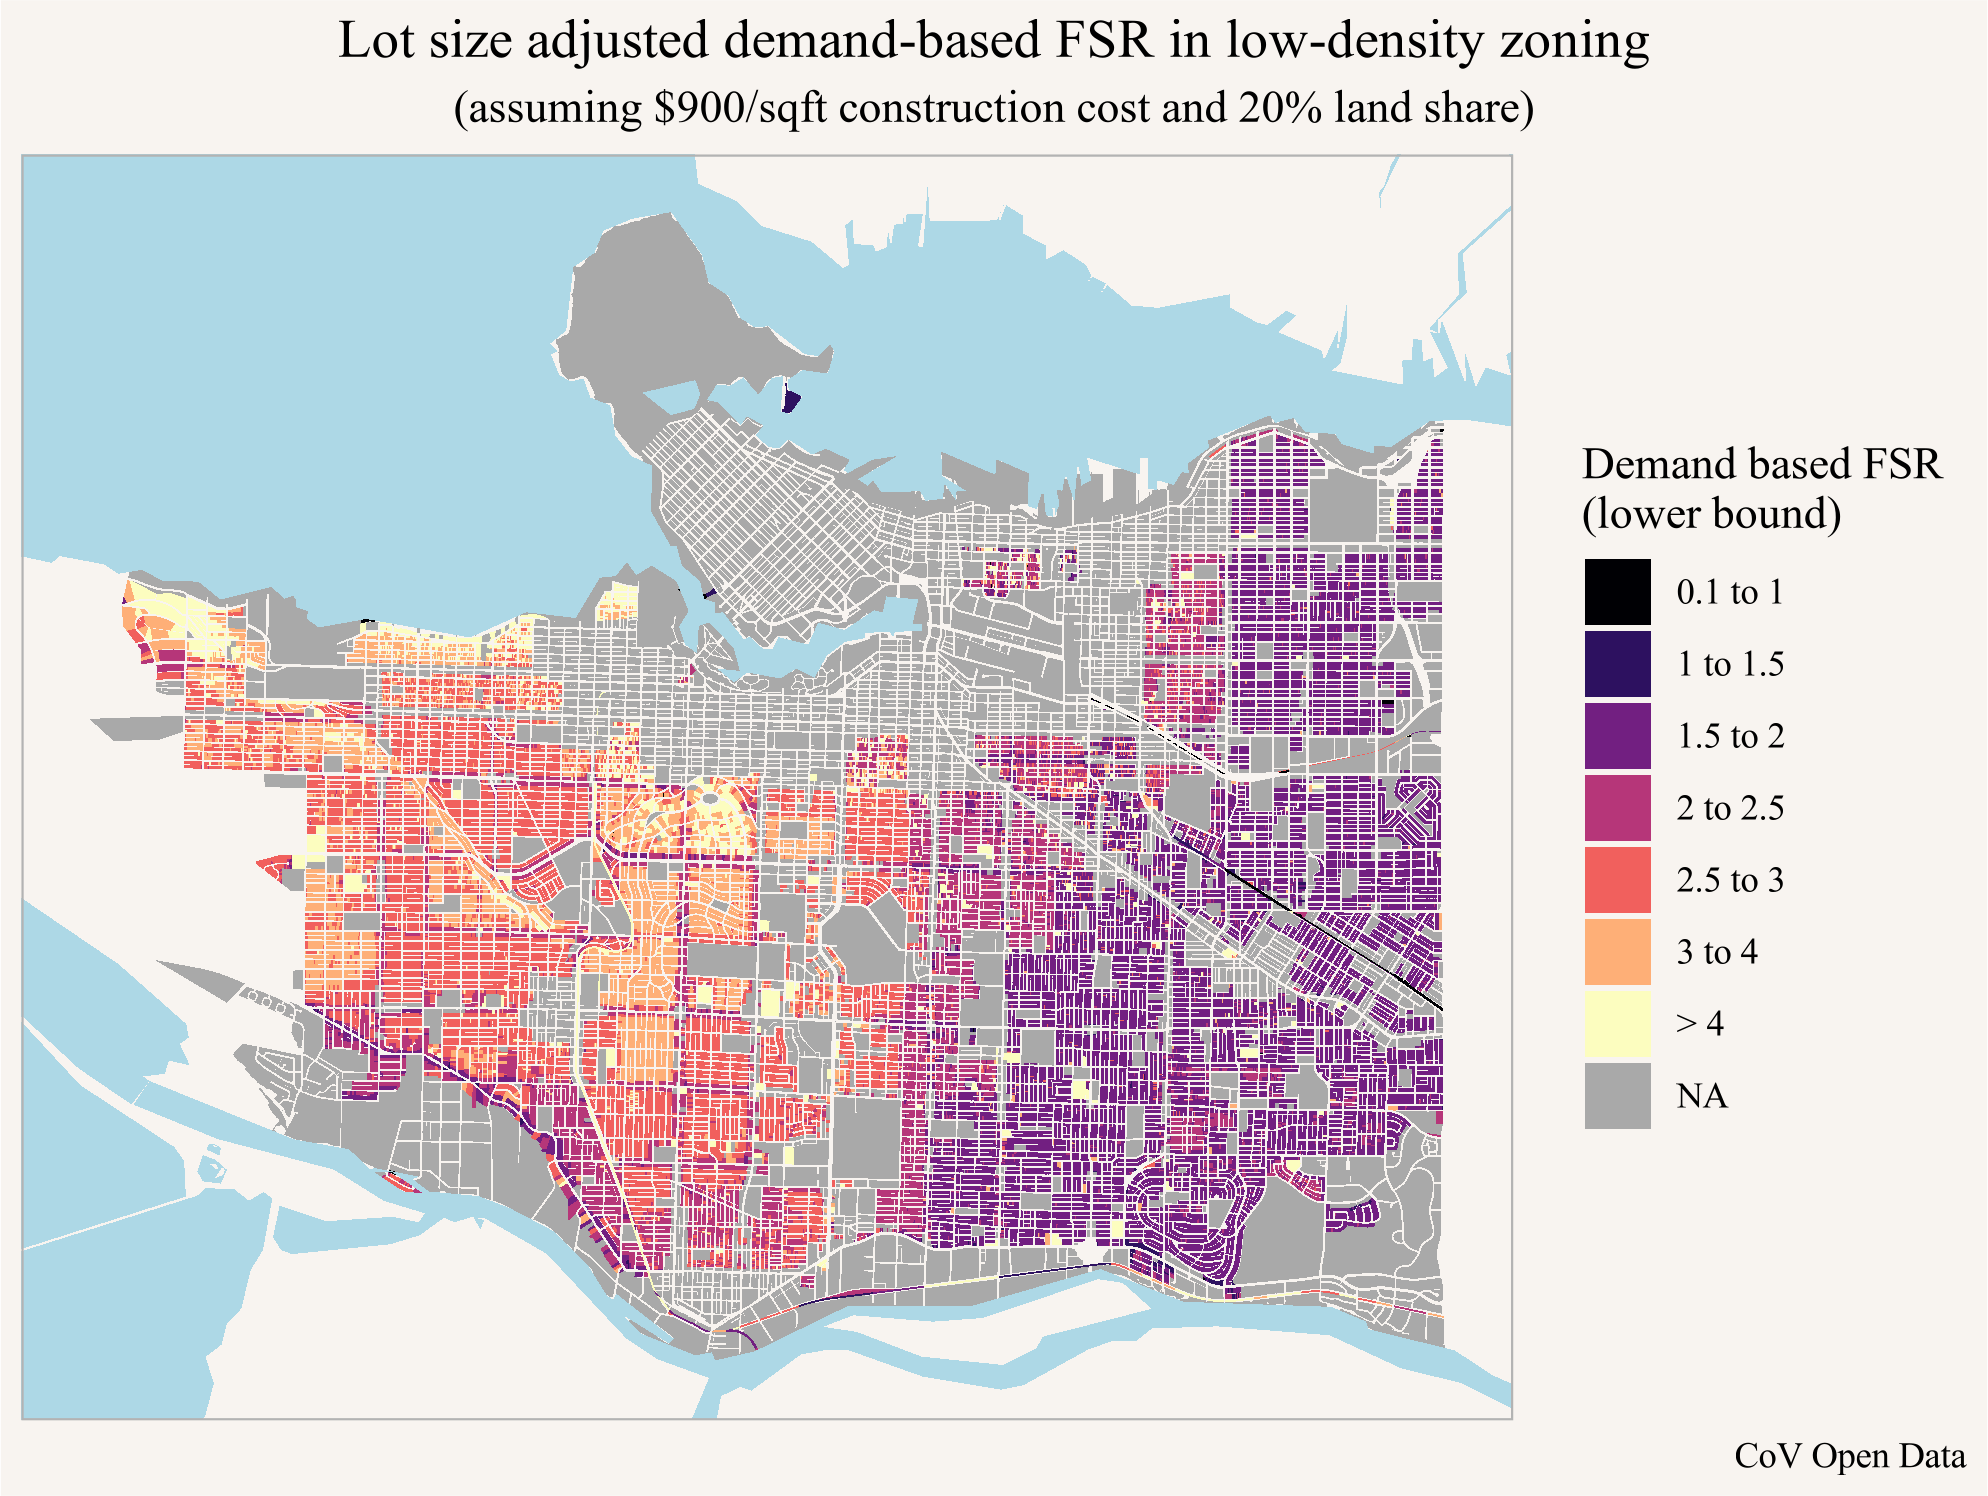 Lot size adjusted demand-based FSR in low-density zoning
(assuming $900/sqft construction cost and 20% land share)
Demand based FSR
(lower bound)
0.1 to 1
1 to 1.5
1.5 to 2
2 to 2.5
2.5 to 3
3 to 4
> 4
NA
CoV Open Data